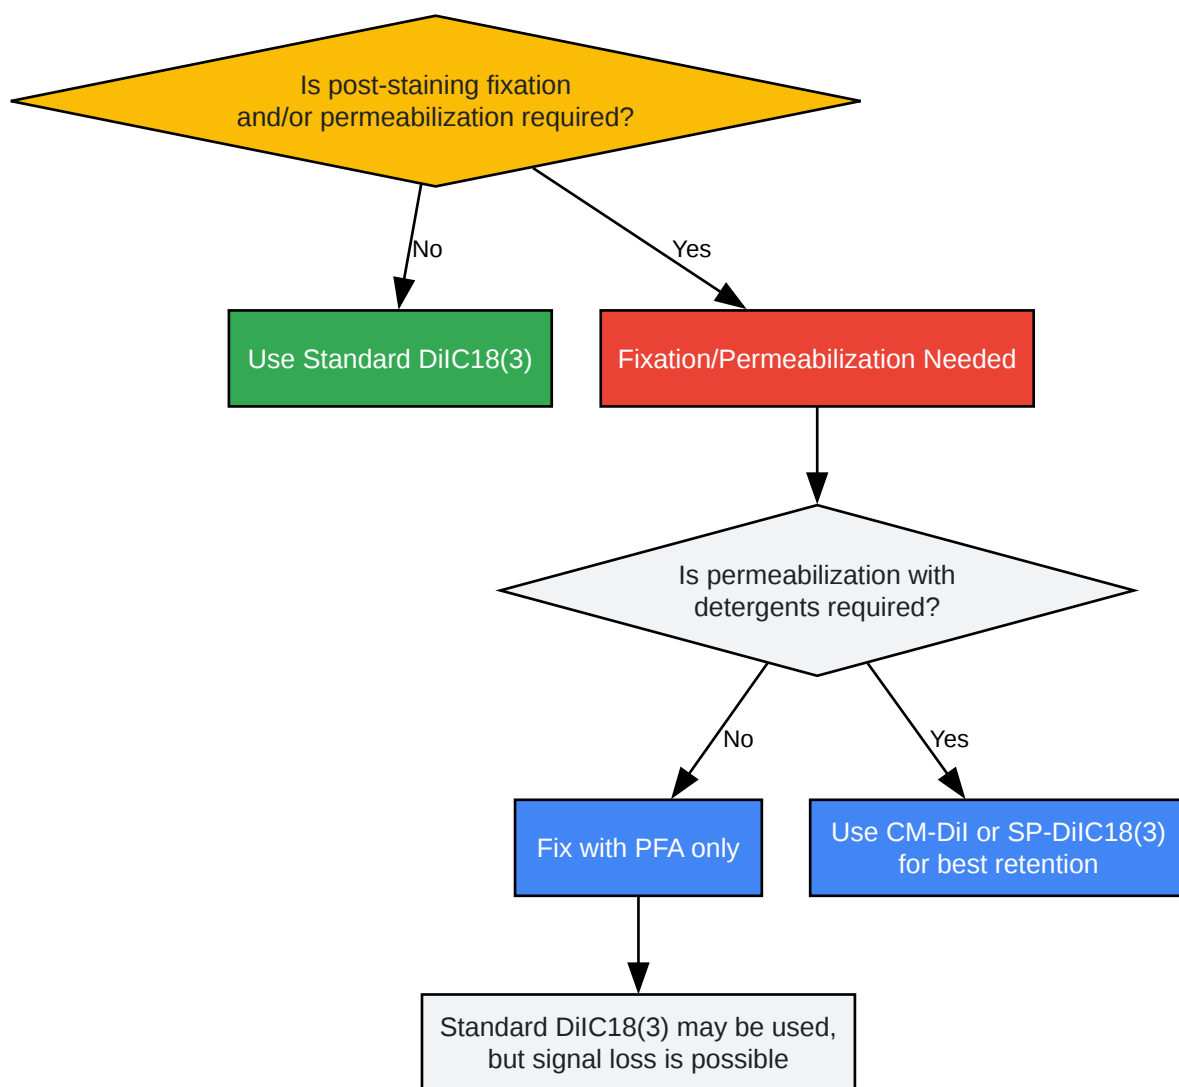 Is post-staining fixation
and/or permeabilization required?
No
Yes
Use Standard DiIC18(3)
Fixation/Permeabilization Needed
Is permeabilization with
detergents required?
No
Yes
Fix with PFA only
Use CM-DiI or SP-DiIC18(3)
for best retention
Standard DiIC18(3) may be used,
but signal loss is possible